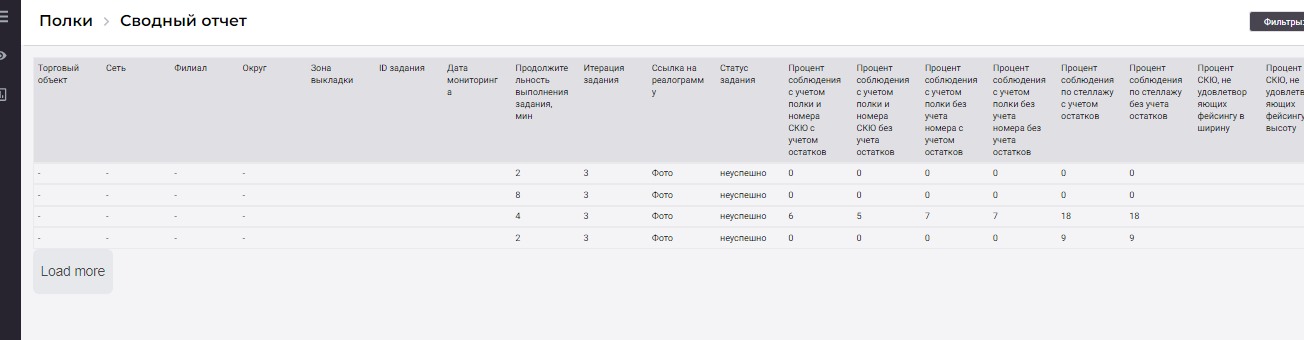 Полки > Сводный отчет
Фильтры:
Торговый объект
Сеть
Филиал
Округ
Зона выкладки
ID задания
Дата мониторинга
Продолжительность выполнения задания, мин
Итерация задания
Ссылка на реалограмму
Статус задания
Процент соблюдения с учетом полки и номера СКЮ с учетом остатков
Процент соблюдения с учетом полки и номера СКЮ без учета остатков
Процент соблюдения с учетом полки без учета номера с учетом остатков
Процент соблюдения с учетом полки без учета номера без учета остатков
Процент соблюдения по стеллажу с учетом остатков
Процент соблюдения по стеллажу без учета остатков
Процент СКЮ, не удовлетворяющих фейсингу в ширину
Процент СКЮ, не удовлетв яющих фейсингу высоту
- - - - 2 3 Фото неуспешно 0 0 0 0 0 0
- - - - 8 3 Фото неуспешно 0 0 0 0 0 0
- - - - 4 3 Фото неуспешно 6 5 7 7 18 18
- - - - 2 3 Фото неуспешно 0 0 0 0 9 9
Load more